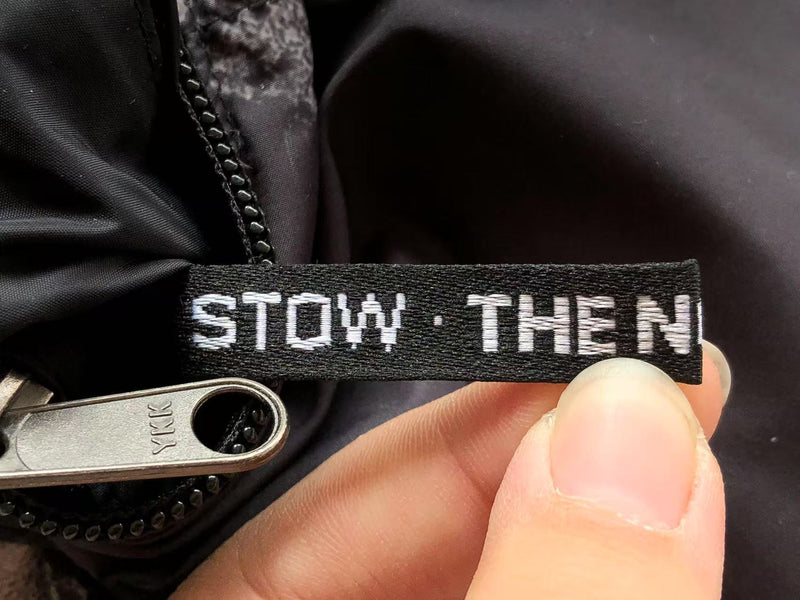 STOW · THE N
YKK